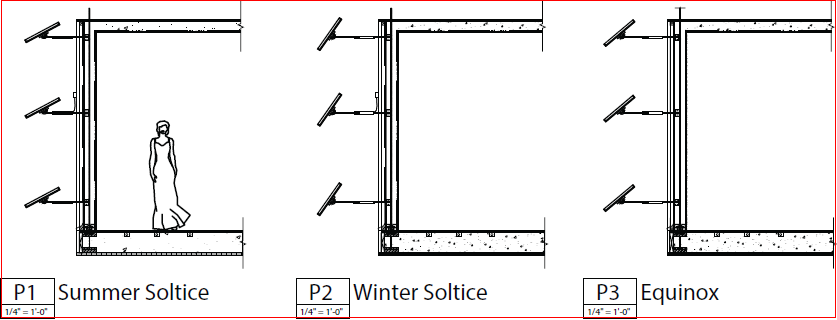 P1 Summer Soltice
1/4" = 1'-0"
P2 Winter Soltice
1/4" = 1'-0"
P3 Equinox
1/4" = 1'-0"